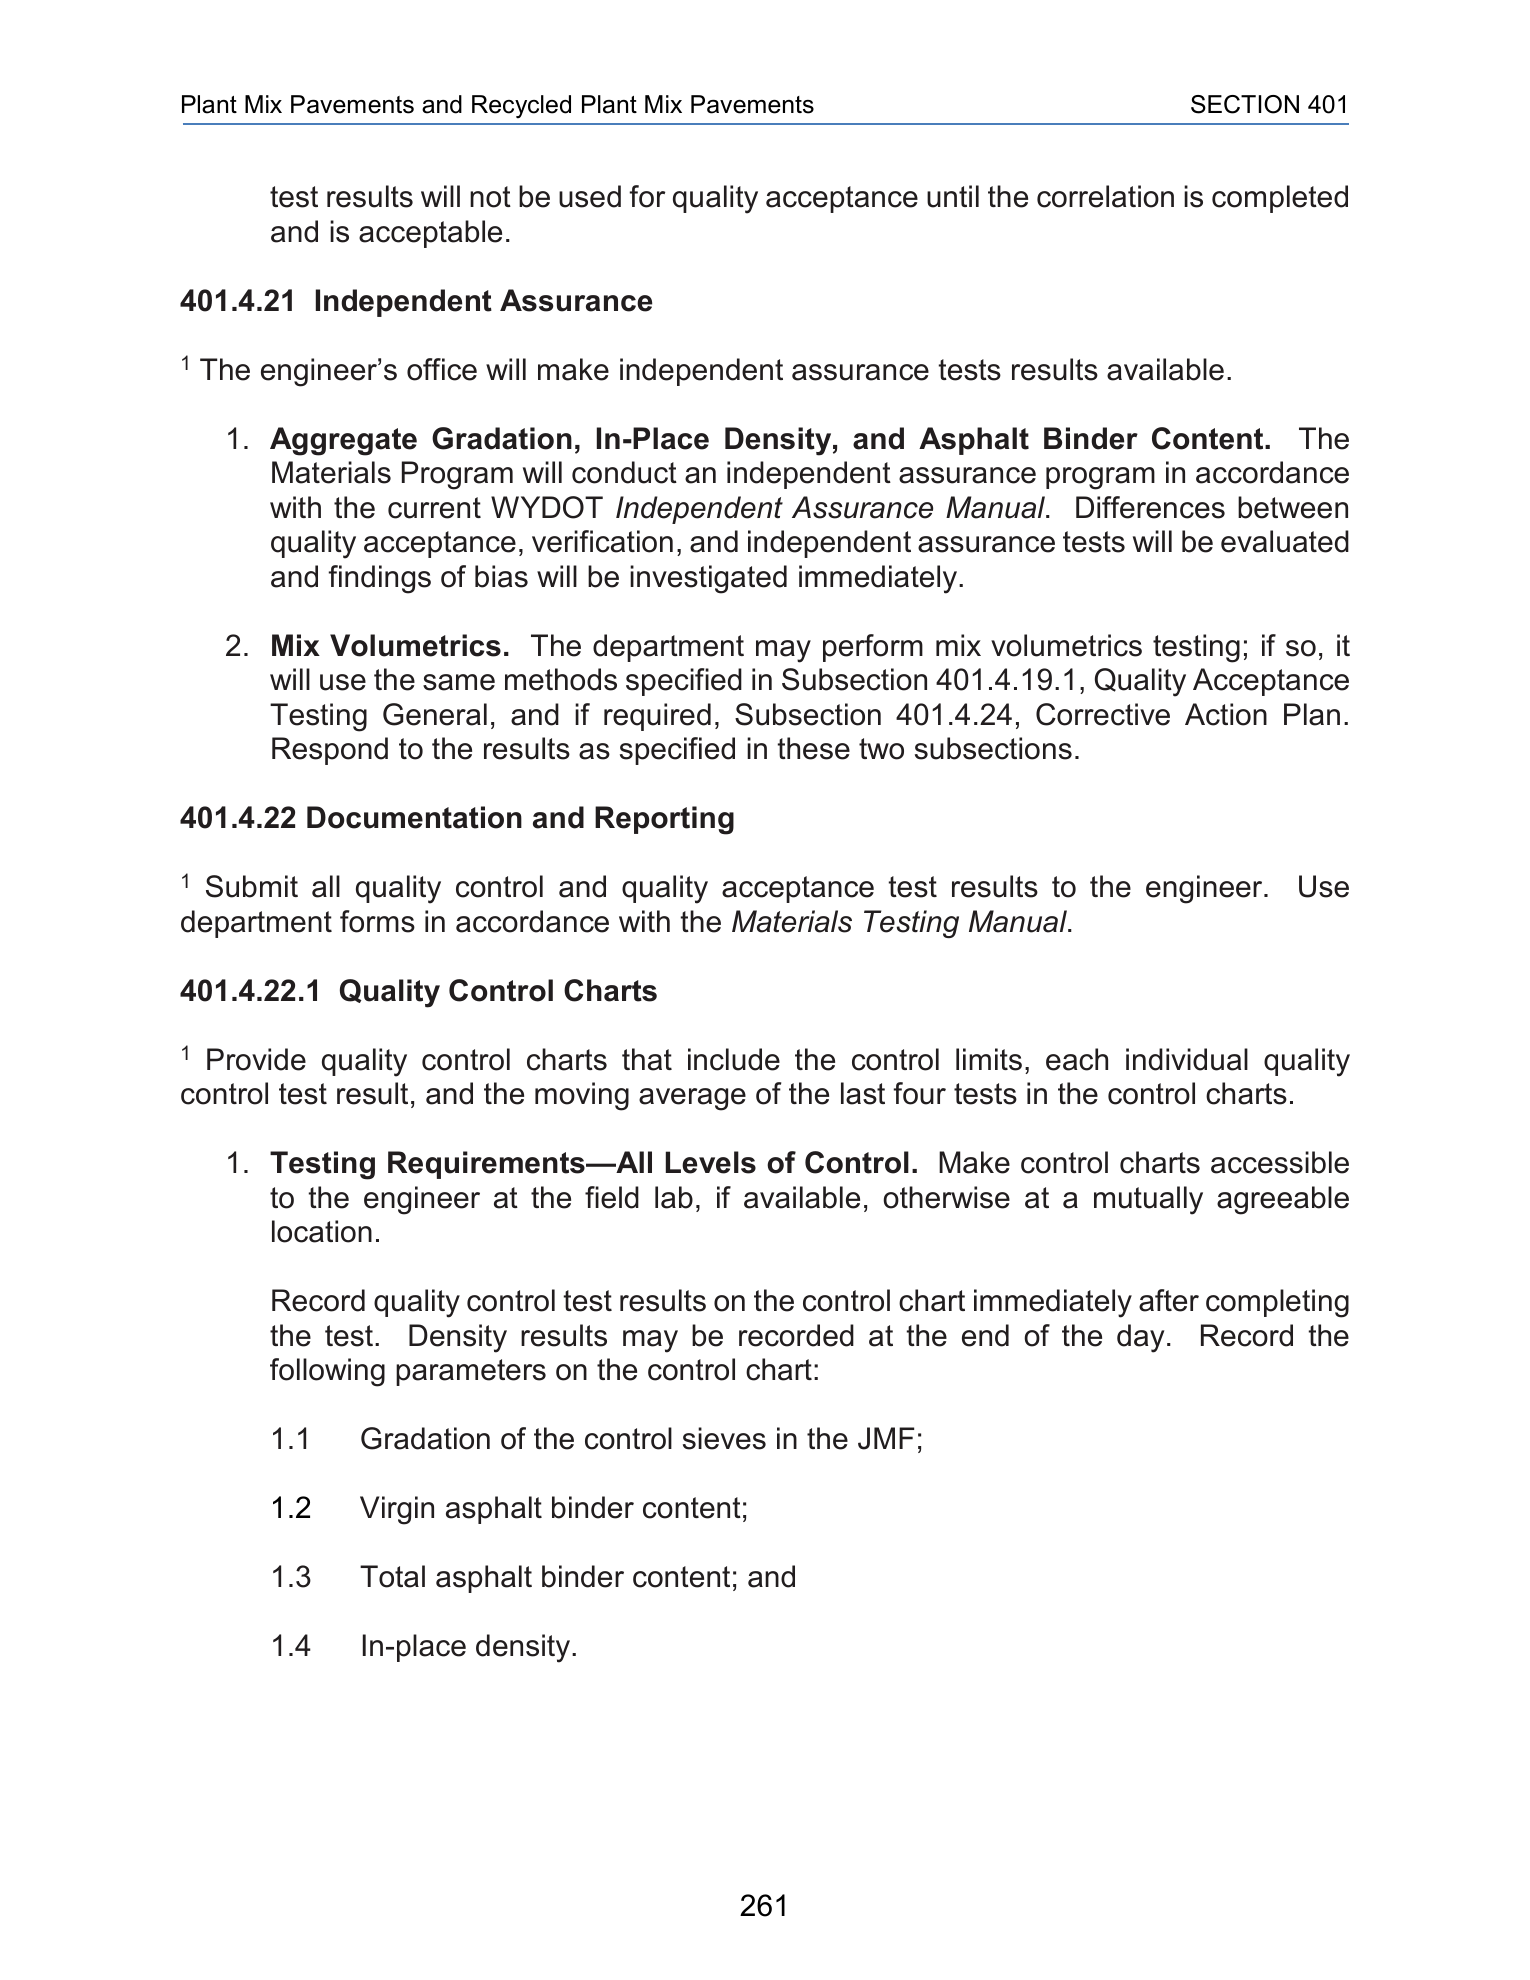 Plant Mix Pavements and Recycled Plant Mix Pavements SECTION 401
test results will not be used for quality acceptance until the correlation is completed
and is acceptable.
401.4.21 Independent Assurance
1 The engineer’s office will make independent assurance tests results available.
1. Aggregate Gradation, In-Place Density, and Asphalt Binder Content. The
Materials Program will conduct an independent assurance program in accordance
with the current WYDOT Independent Assurance Manual. Differences between
quality acceptance, verification, and independent assurance tests will be evaluated
and findings of bias will be investigated immediately.
2. Mix Volumetrics. The department may perform mix volumetrics testing; if so, it
will use the same methods specified in Subsection 401.4.19.1, Quality Acceptance
Testing General, and if required, Subsection 401.4.24, Corrective Action Plan.
Respond to the results as specified in these two subsections.
401.4.22 Documentation and Reporting
1 Submit all quality control and quality acceptance test results to the engineer. Use
department forms in accordance with the Materials Testing Manual.
401.4.22.1 Quality Control Charts
1 Provide quality control charts that include the control limits, each individual quality
control test result, and the moving average of the last four tests in the control charts.
1. Testing Requirements—All Levels of Control. Make control charts accessible
to the engineer at the field lab, if available, otherwise at a mutually agreeable
location.
Record quality control test results on the control chart immediately after completing
the test. Density results may be recorded at the end of the day. Record the
following parameters on the control chart:
1.1 Gradation of the control sieves in the JMF;
1.2 Virgin asphalt binder content;
1.3 Total asphalt binder content; and
1.4 In-place density.
261